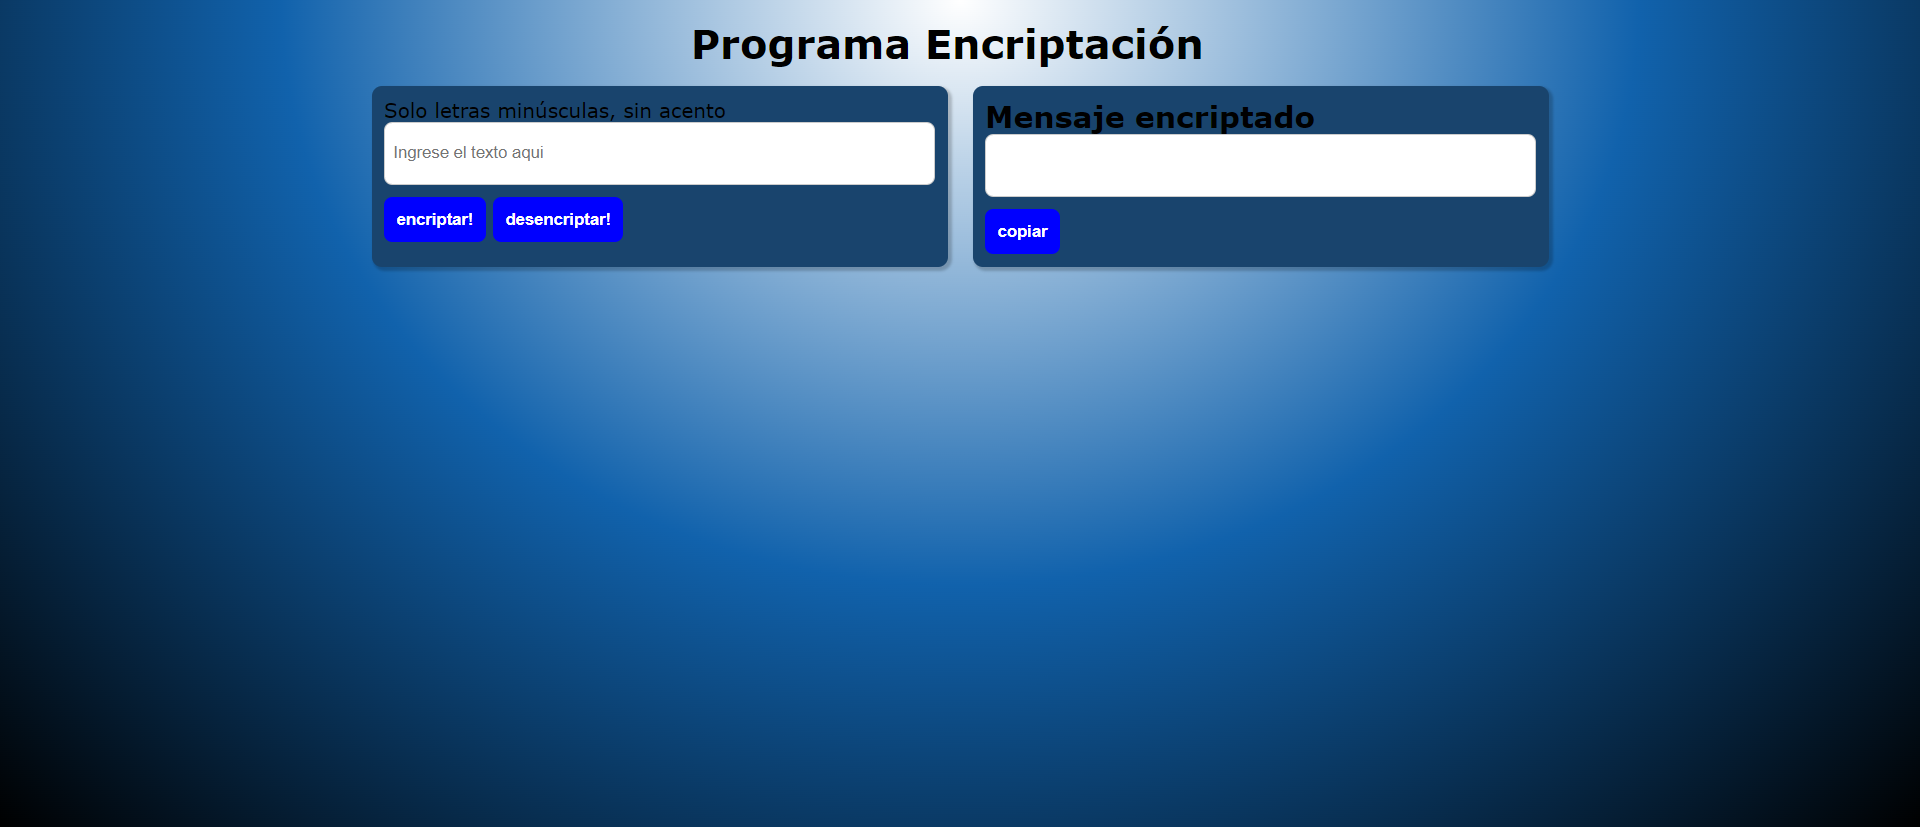 Programa Encriptación
Solo letras minúsculas, sin acento
Ingrese el texto aqui
encriptar!
desencriptar!
Mensaje encriptado
copiar